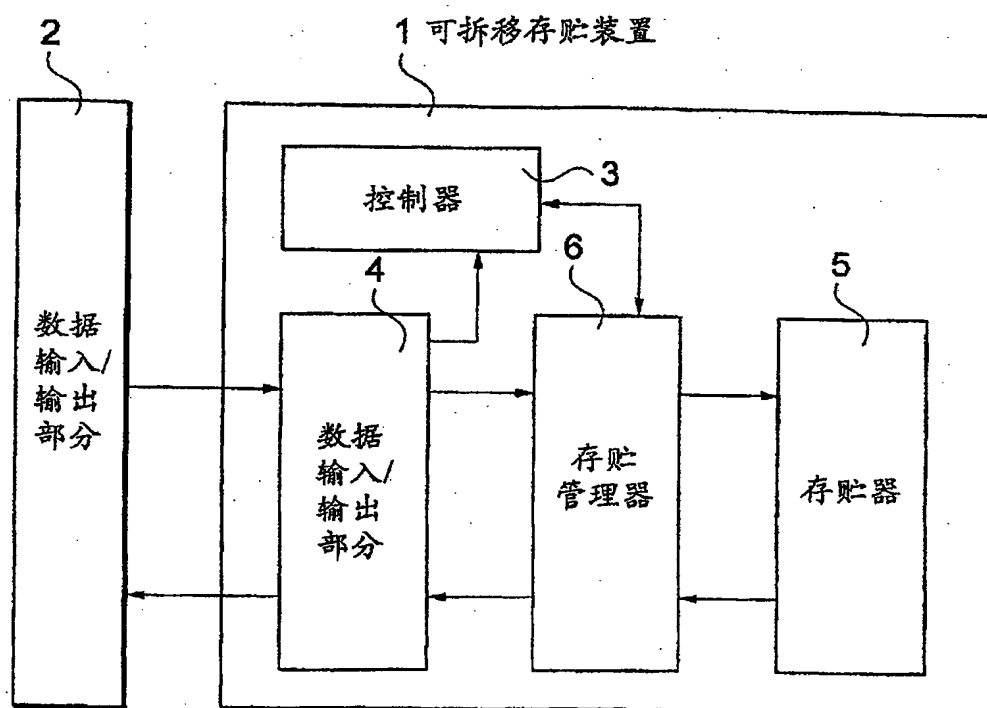 2
1 可拆移存贮装置
3
控制器
4
6
5
数据
输入/
输出
部分
数据
输入/
输出
部分
存贮
管理器
存贮器